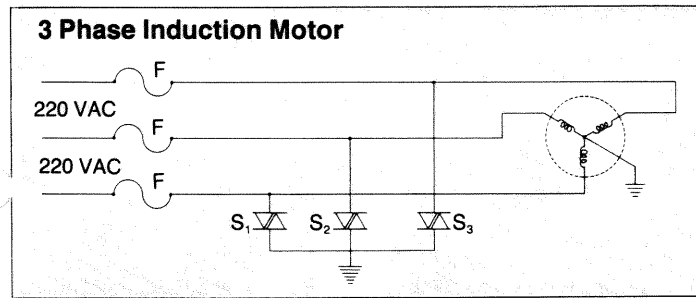 3 Phase Induction Motor
F
220 VAC
F
220 VAC
F
S₁ S₂ S₃